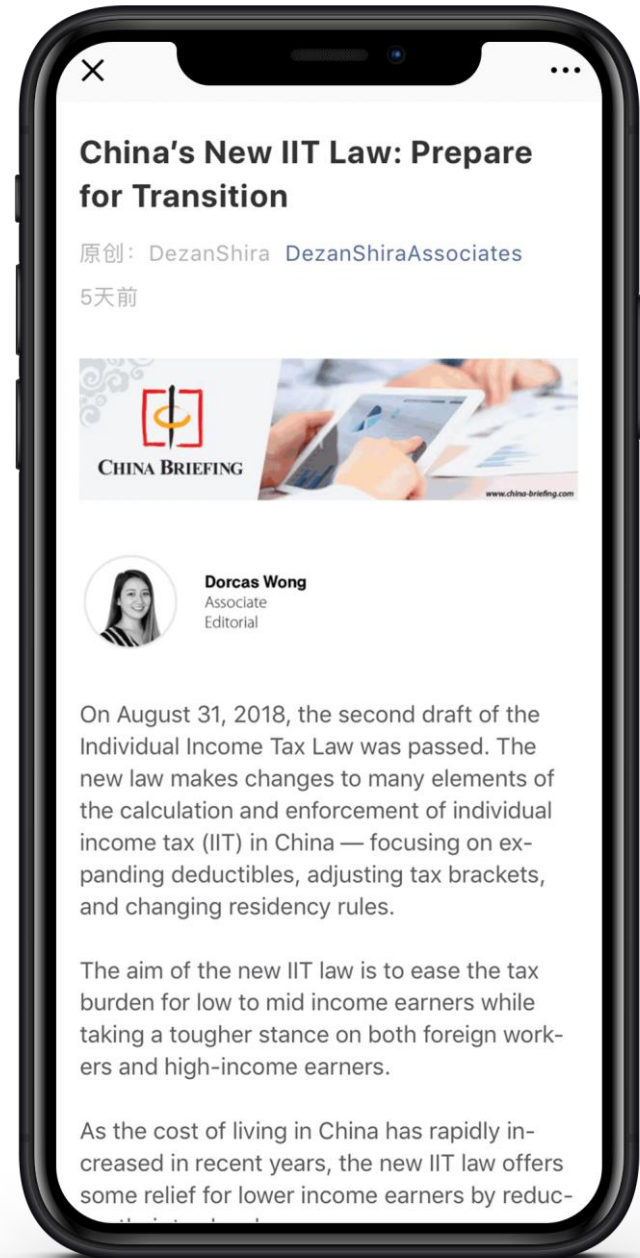 China's New IIT Law: Prepare
for Transition
原创: DezanShira DezanShiraAssociates
5天前
CHINA BRIEFING
www.china-briefing.com
Dorcas Wong
Associate
Editorial
On August 31, 2018, the second draft of the
Individual Income Tax Law was passed. The
new law makes changes to many elements of
the calculation and enforcement of individual
income tax (IIT) in China — focusing on ex-
panding deductibles, adjusting tax brackets,
and changing residency rules.
The aim of the new IIT law is to ease the tax
burden for low to mid income earners while
taking a tougher stance on both foreign work-
ers and high-income earners.
As the cost of living in China has rapidly in-
creased in recent years, the new IIT law offers
some relief for lower income earners by reduc-